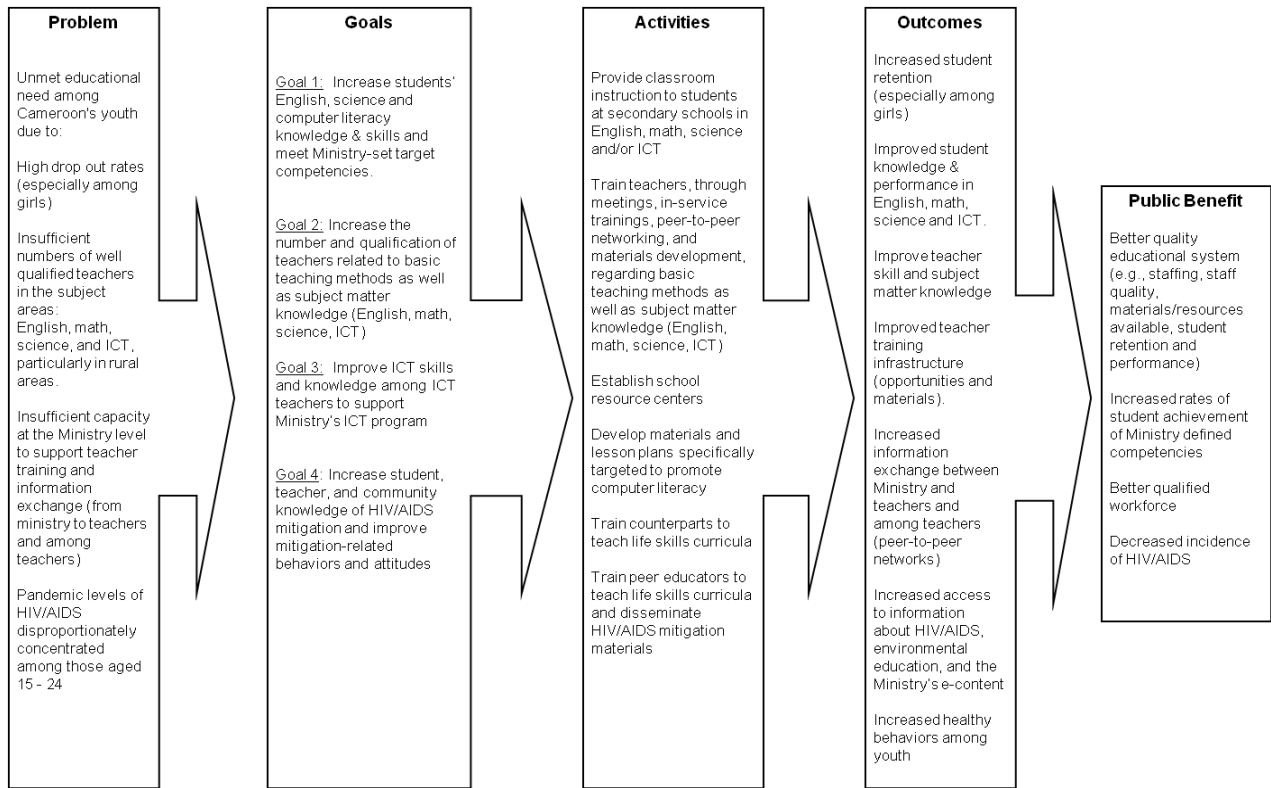 Problem
Unmet educational
need among
Cameroon's youth
due to:
High drop out rates
(especially among
girls)
Insufficient
numbers of well
qualified teachers
in the subject
areas:
English, math,
science, and ICT,
particularly in rural
areas.
Insufficient capacity
at the Ministry level
to support teacher
training and
information
exchange (from
ministry to teachers
and among
teachers)
Pandemic levels of
HIV/AIDS
disproportionately
concentrated
among those aged
15 - 24
Goals
Goal 1: Increase students'
English, science and
computer literacy
knowledge & skills and
meet Ministry-set target
competencies.
Goal 2: Increase the
number and qualification of
teachers related to basic
teaching methods as well
as subject matter
knowledge (English, math,
science, ICT)
Goal 3: Improve ICT skills
and knowledge among ICT
teachers to support
Ministry's ICT program
Goal 4: Increase student,
teacher, and community
knowledge of HIV/AIDS
mitigation and improve
mitigation-related
behaviors and attitudes
Activities
Provide classroom
instruction to students
at secondary schools in
English, math, science
and/or ICT
Train teachers, through
meetings, in-service
trainings, peer-to-peer
networking, and
materials development,
regarding basic
teaching methods as
well as subject matter
knowledge (English,
math, science, ICT)
Establish school
resource centers
Develop materials and
lesson plans specifically
targeted to promote
computer literacy
Train counterparts to
teach life skills curricula
Train peer educators to
teach life skills curricula
and disseminate
HIV/AIDS mitigation
materials
Outcomes
Increased student
retention
(especially among
girls)
Improved student
knowledge &
performance in
English, math,
science and ICT.
Improve teacher
skill and subject
matter knowledge
Improved teacher
training
infrastructure
(opportunities and
materials).
Increased
information
exchange between
Ministry and
teachers and
among teachers
(peer-to-peer
networks)
Increased access
to information
about HIV/AIDS,
environmental
education, and the
Ministry's e-content
Increased healthy
behaviors among
youth
Public Benefit
Better quality
educational system
(e.g., staffing, staff
quality,
materials/resources
available, student
retention and
performance)
Increased rates of
student achievement
of Ministry defined
competencies
Better qualified
workforce
Decreased incidence
of HIV/AIDS